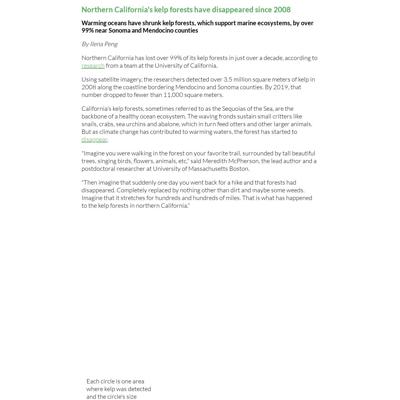 Northern California's kelp forests have disappeared since 2008
Warming oceans have shrunk kelp forests, which support marine ecosystems, by over
99% near Sonoma and Mendocino counties
By Ilena Peng
Northern California has lost over 99% of its kelp forests in just over a decade, according to
research from a team at the University of California.
Using satellite imagery, the researchers detected over 3.5 million square meters of kelp in
2008 along the coastline bordering Mendocino and Sonoma counties. By 2019, that
number dropped to fewer than 11,000 square meters.
California's kelp forests, sometimes referred to as the Sequoias of the Sea, are the
backbone of a healthy ocean ecosystem. The waving fronds sustain small critters like
snails, crabs, sea urchins and abalone, which in turn feed otters and other larger animals.
But as climate change has contributed to warming waters, the forest has started to
disappear.
"Imagine you were walking in the forest on your favorite trail, surrounded by tall beautiful
trees, singing birds, flowers, animals, etc," said Meredith McPherson, the lead author and a
postdoctoral researcher at University of Massachusetts Boston.
"Then imagine that suddenly one day you went back for a hike and that forests had
disappeared. Completely replaced by nothing other than dirt and maybe some weeds.
Imagine that it stretches for hundreds and hundreds of miles. That is what has happened
to the kelp forests in northern California."
Each circle is one area
where kelp was detected
and the circle's size